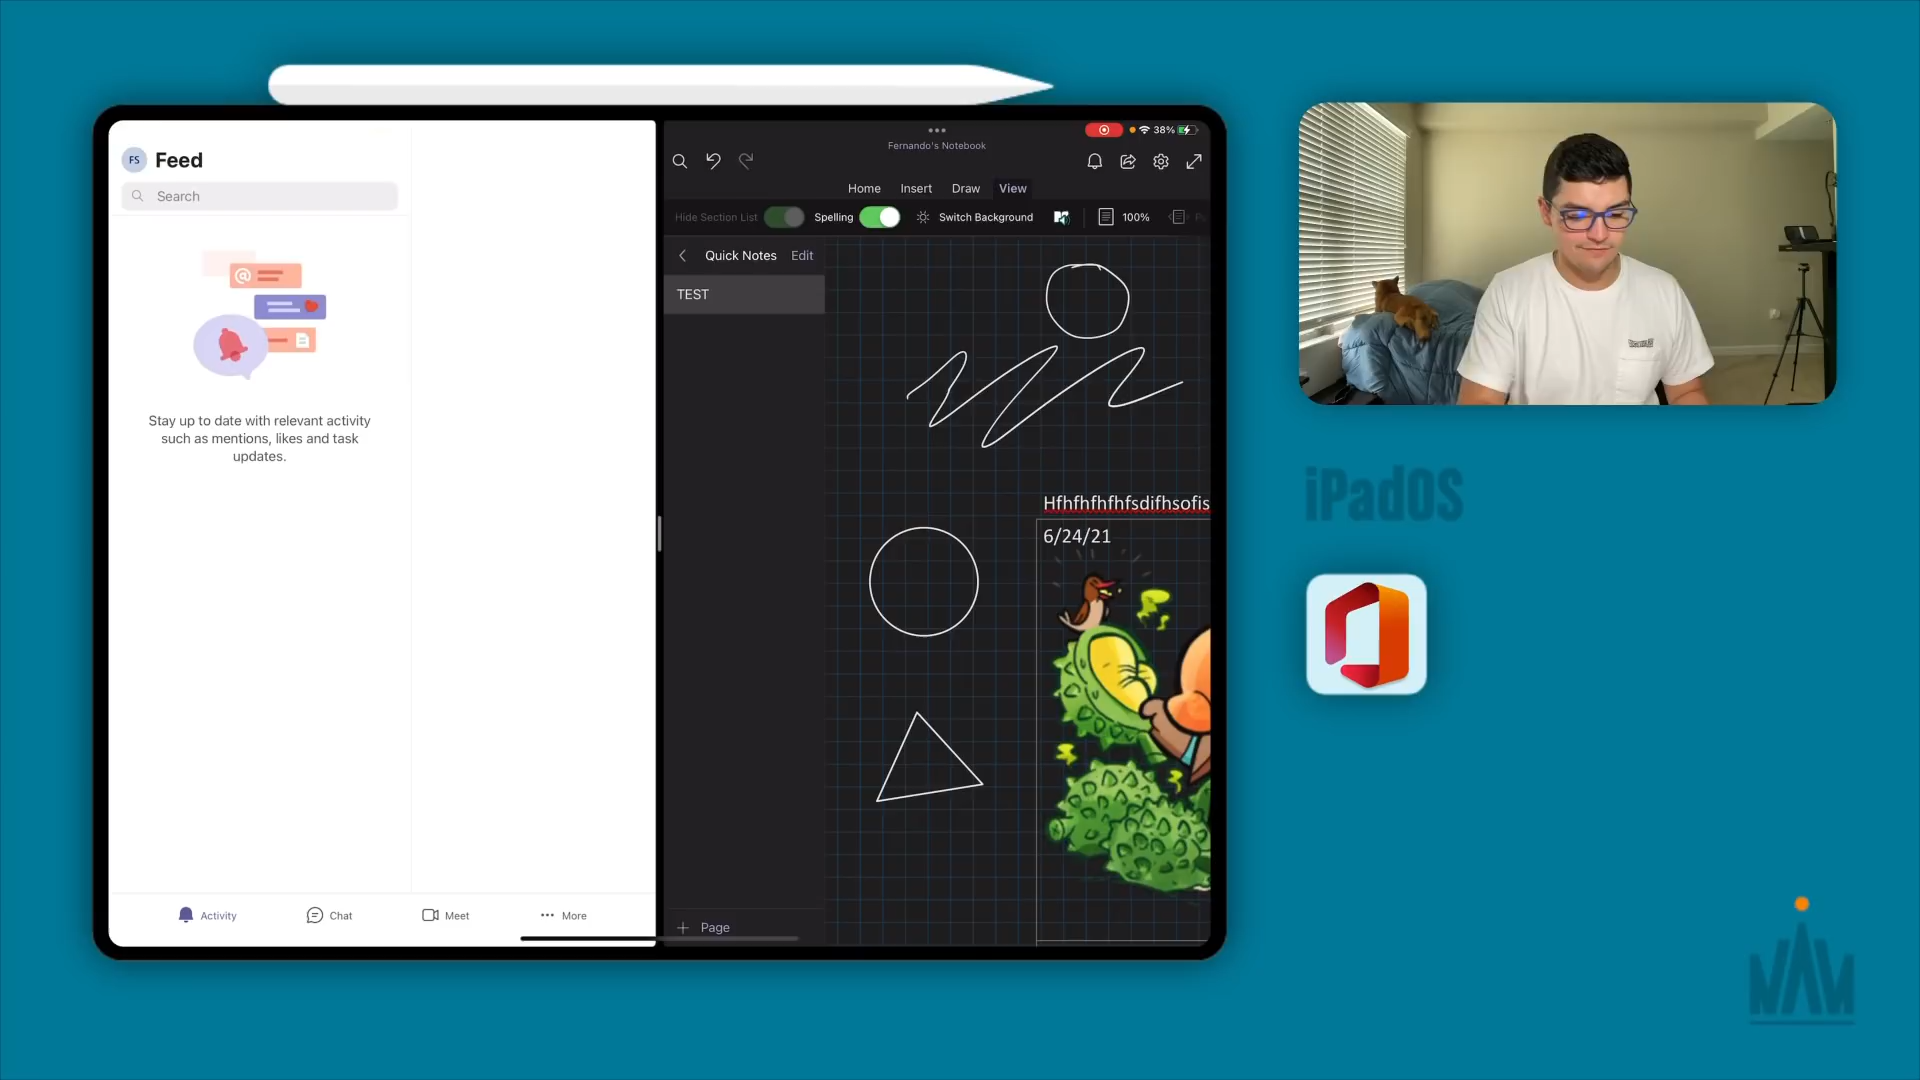 FS Feed
Search
Stay up to date with relevant activity
such as mentions, likes and task
updates.
Activity
Chat
Meet
More
38%
Fernando's Notebook
Home
Insert
Draw
View
Hide Section List
Spelling
Switch Background
100%
Quick Notes
Edit
TEST
Hfhfhfhfhfsdifhsofis
6/24/21
Page
iPadOS